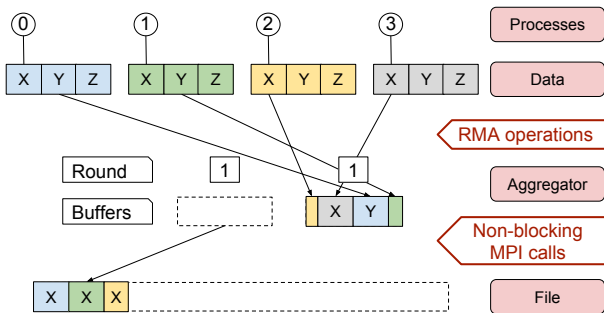 0 1 2 3 Processes
X Y Z X Y Z X Y Z X Y Z Data
RMA operations
Round 1 1 Aggregator
Buffers X Y
Non-blocking
MPI calls
X X X File